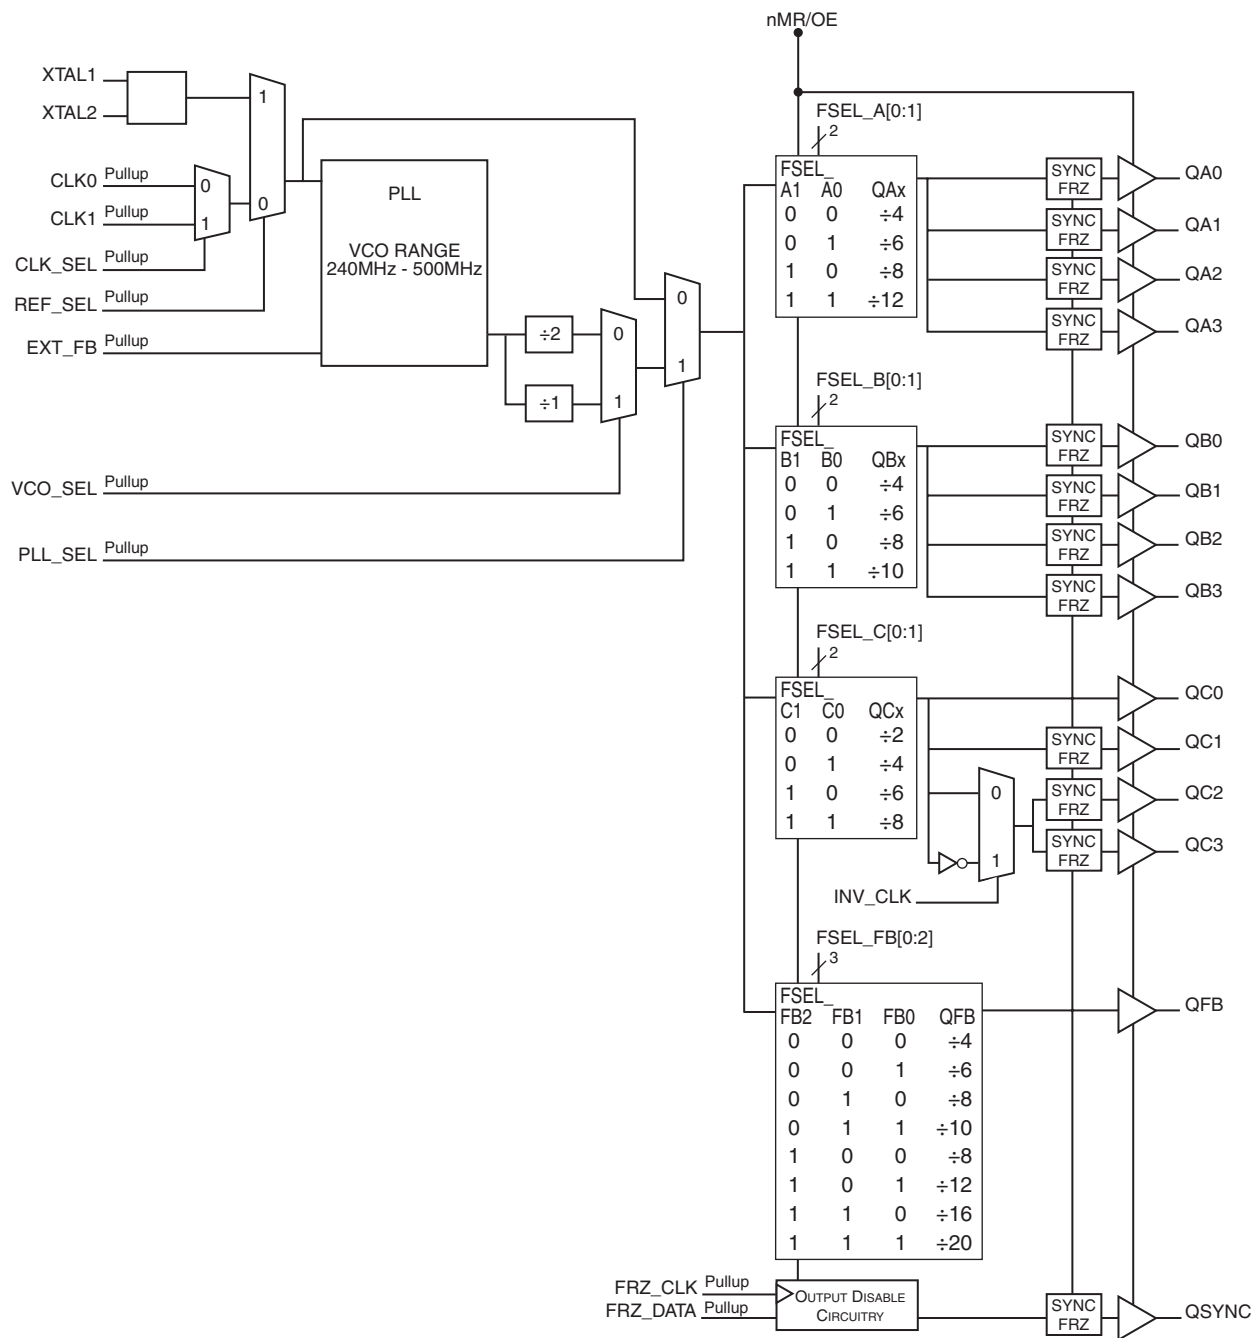 nMR/OE
XTAL1
XTAL2
1
0
CLK0 Pullup
CLK1 Pullup
0
1
CLK_SEL Pullup
REF_SEL Pullup
EXT_FB Pullup
PLL
VCO RANGE
240MHz - 500MHz
÷2
÷1
0
1
0
1
VCO_SEL Pullup
PLL_SEL Pullup
FSEL_A[0:1]
2
FSEL_
A1 A0 QAx
0 0 ÷4
0 1 ÷6
1 0 ÷8
1 1 ÷12
SYNC
FRZ
QA0
SYNC
FRZ
QA1
SYNC
FRZ
QA2
SYNC
FRZ
QA3
FSEL_B[0:1]
2
FSEL_
B1 B0 QBx
0 0 ÷4
0 1 ÷6
1 0 ÷8
1 1 ÷10
SYNC
FRZ
QB0
SYNC
FRZ
QB1
SYNC
FRZ
QB2
SYNC
FRZ
QB3
FSEL_C[0:1]
2
FSEL_
C1 C0 QCx
0 0 ÷2
0 1 ÷4
1 0 ÷6
1 1 ÷8
QC0
SYNC
FRZ
QC1
0
1
SYNC
FRZ
QC2
SYNC
FRZ
QC3
INV_CLK
FSEL_FB[0:2]
3
FSEL_
FB2 FB1 FB0 QFB
0 0 0 ÷4
0 0 1 ÷6
0 1 0 ÷8
0 1 1 ÷10
1 0 0 ÷8
1 0 1 ÷12
1 1 0 ÷16
1 1 1 ÷20
QFB
FRZ_CLK Pullup
FRZ_DATA Pullup
OUTPUT DISABLE
CIRCUITRY
SYNC
FRZ
QSYNC